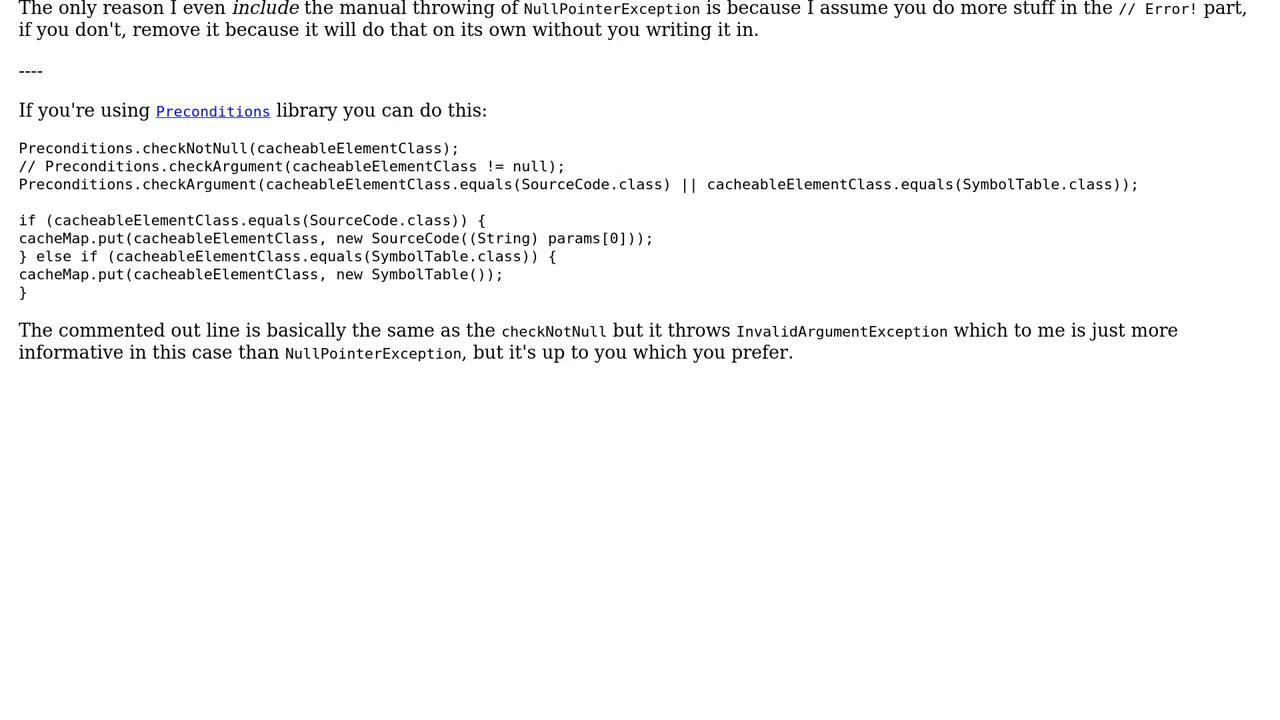 The only reason I even include the manual throwing of NullPointerException is because I assume you do more stuff in the // Error! part,
if you don't, remove it because it will do that on its own without you writing it in.
----
If you're using Preconditions library you can do this:
Preconditions.checkNotNull(cacheableElementClass);
// Preconditions.checkArgument(cacheableElementClass != null);
Preconditions.checkArgument(cacheableElementClass.equals(SourceCode.class) || cacheableElementClass.equals(SymbolTable.class));
if (cacheableElementClass.equals(SourceCode.class)) {
cacheMap.put(cacheableElementClass, new SourceCode((String) params[0]));
} else if (cacheableElementClass.equals(SymbolTable.class)) {
cacheMap.put(cacheableElementClass, new SymbolTable());
}
The commented out line is basically the same as the checkNotNull but it throws InvalidArgumentException which to me is just more
informative in this case than NullPointerException, but it's up to you which you prefer.